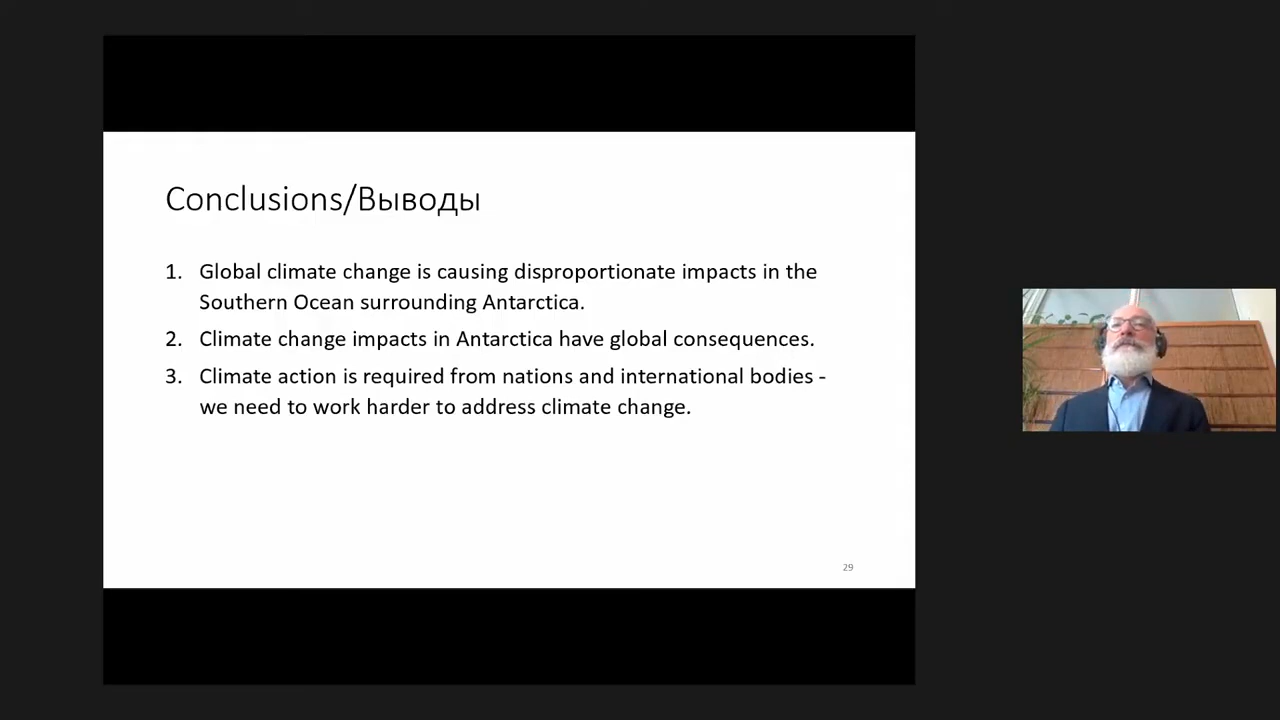 Conclusions/Выводы
1. Global climate change is causing disproportionate impacts in the
Southern Ocean surrounding Antarctica.
2. Climate change impacts in Antarctica have global consequences.
3. Climate action is required from nations and international bodies -
we need to work harder to address climate change.
29